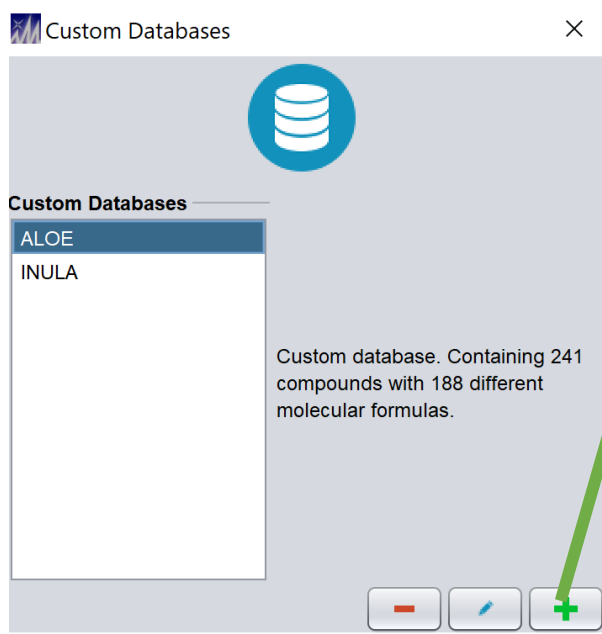 Custom Databases
Custom Databases
ALOE
INULA
Custom database. Containing 241
compounds with 188 different
molecular formulas.